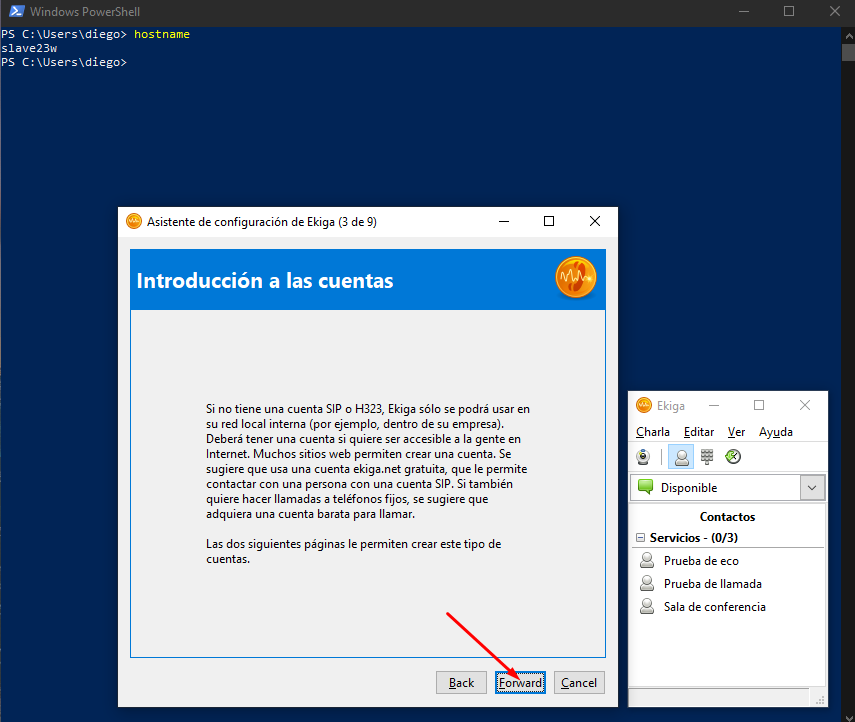 Windows PowerShell
PS C:\Users\diego> hostname
slave23w
PS C:\Users\diego>
Asistente de configuración de Ekiga (3 de 9)
Introducción a las cuentas
Si no tiene una cuenta SIP o H323, Ekiga sólo se podrá usar en
su red local interna (por ejemplo, dentro de su empresa).
Deberá tener una cuenta si quiere ser accesible a la gente en
Internet. Muchos sitios web permiten crear una cuenta. Se
sugiere que usa una cuenta ekiga.net gratuita, que le permite
contactar con una persona con una cuenta SIP. Si también
quiere hacer llamadas a teléfonos fijos, se sugiere que
adquiera una cuenta barata para llamar.
Las dos siguientes páginas le permiten crear este tipo de
cuentas.
Back
Forward
Cancel
Ekiga
Charla Editar Ver Ayuda
Disponible
Contactos
Servicios - (0/3)
Prueba de eco
Prueba de llamada
Sala de conferencia